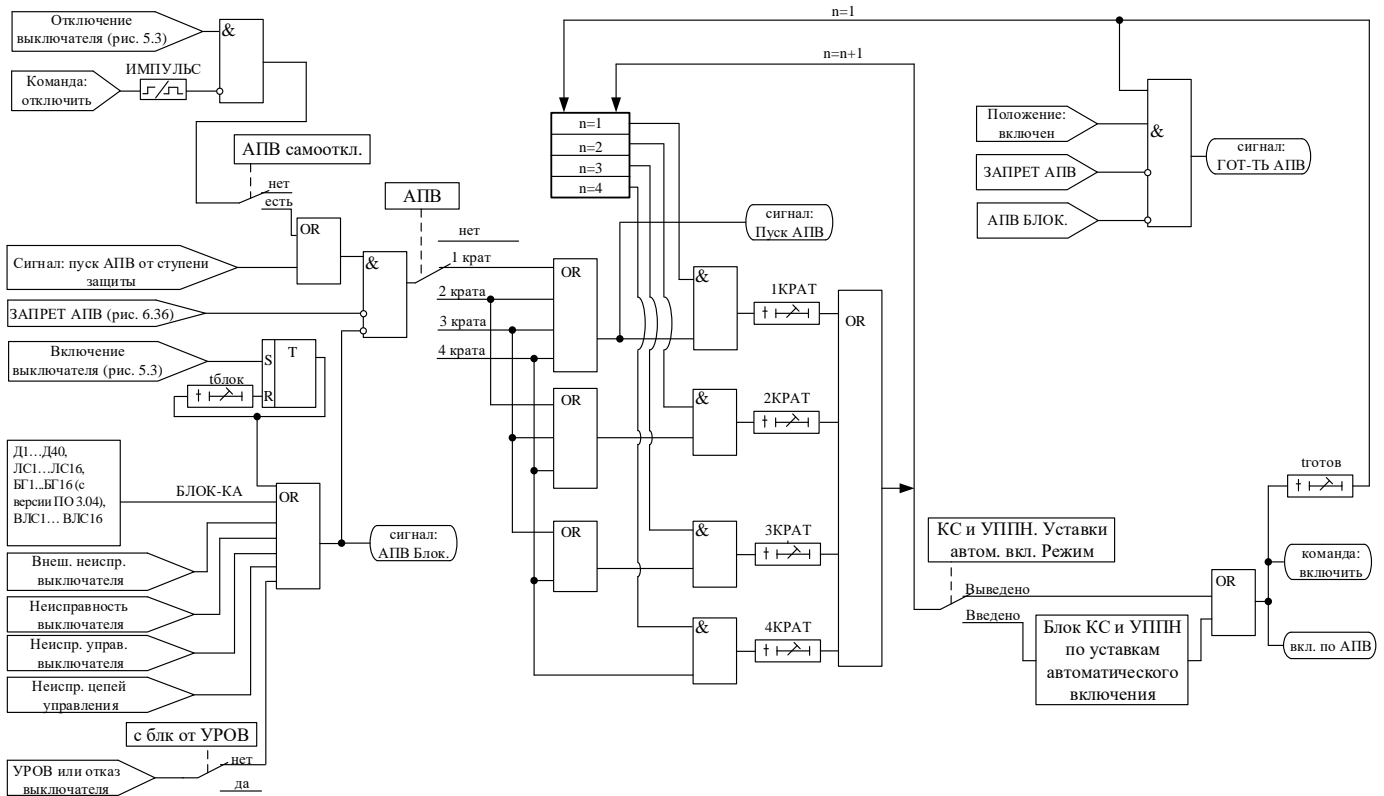 Отключение
выключателя (рис. 5.3)
&
Команда:
отключить
ИМПУЛЬС
АПВ самооткл.
нет
есть
OR
Сигнал: пуск АПВ от ступени
защиты
&
ЗАПРЕТ АПВ (рис. 6.36)
Включение
выключателя (рис. 5.3)
S
T
R
tблок
Д1…Д40,
ЛС1…ЛС16,
БГ1...БГ16 (с
версии ПО 3.04),
ВЛС1… ВЛС16
БЛОК-КА
OR
Внеш. неиспр.
выключателя
Неисправность
выключателя
Неиспр. управ.
выключателя
Неиспр. цепей
управления
с блк от УРОВ
нет
да
УРОВ или отказ
выключателя
сигнал:
АПВ Блок.
АПВ
нет
1 крат
2 крата
3 крата
4 крата
OR
OR
OR
n=1
n=n+1
n=1
n=2
n=3
n=4
сигнал:
Пуск АПВ
&
1КРАТ
&
2КРАТ
&
3КРАТ
&
4КРАТ
OR
Положение:
включен
ЗАПРЕТ АПВ
АПВ БЛОК.
&
сигнал:
ГОТ-ТЬ АПВ
КС и УППН. Уставки
автом. вкл. Режим
Выведено
Введено
Блок КС и УППН
по уставкам
автоматического
включения
OR
tготов
команда:
включить
вкл. по АПВ